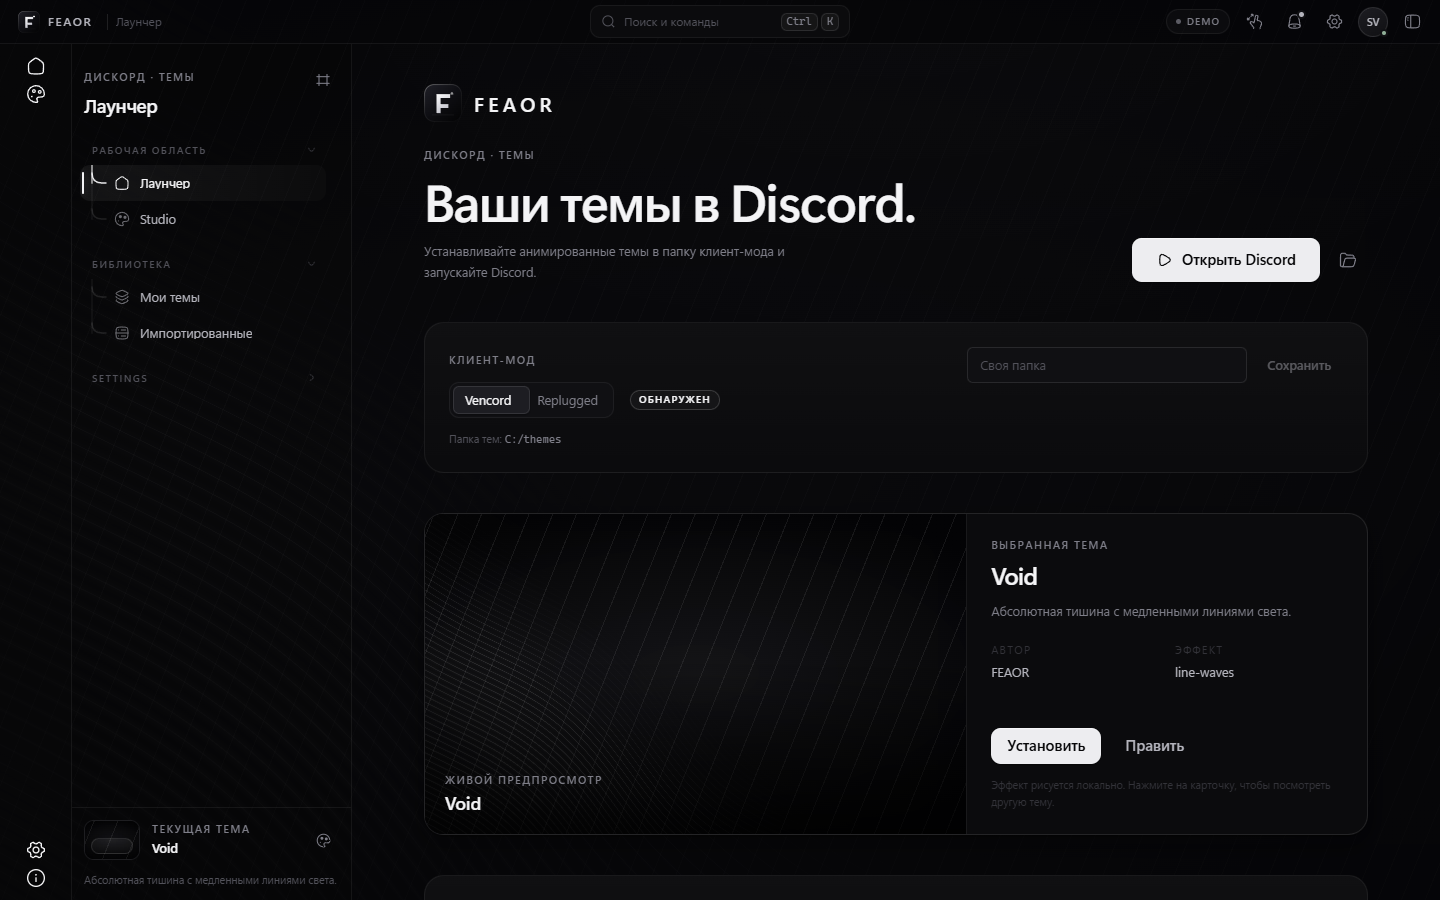 FEAOR
Лаунчер
Поиск и команды
Ctrl K
DEMO
SV
ДИСКОРД · ТЕМЫ
Лаунчер
РАБОЧАЯ ОБЛАСТЬ
Лаунчер
Studio
БИБЛИОТЕКА
Мои темы
Импортированные
SETTINGS
ТЕКУЩАЯ ТЕМА
Void
Абсолютная тишина с медленными линиями света.
FEAOR
ДИСКОРД · ТЕМЫ
Ваши темы в Discord.
Устанавливайте анимированные темы в папку клиент-мода и
запускайте Discord.
Открыть Discord
КЛИЕНТ-МОД
Vencord
Replugged
ОБНАРУЖЕН
Папка тем: C:/themes
Своя папка
Сохранить
ЖИВОЙ ПРЕДПРОСМОТР
Void
ВЫБРАННАЯ ТЕМА
Void
Абсолютная тишина с медленными линиями света.
АВТОР
ЭФФЕКТ
FEAOR
line-waves
Установить
Править
Эффект рисуется локально. Нажмите на карточку, чтобы посмотреть
другую тему.